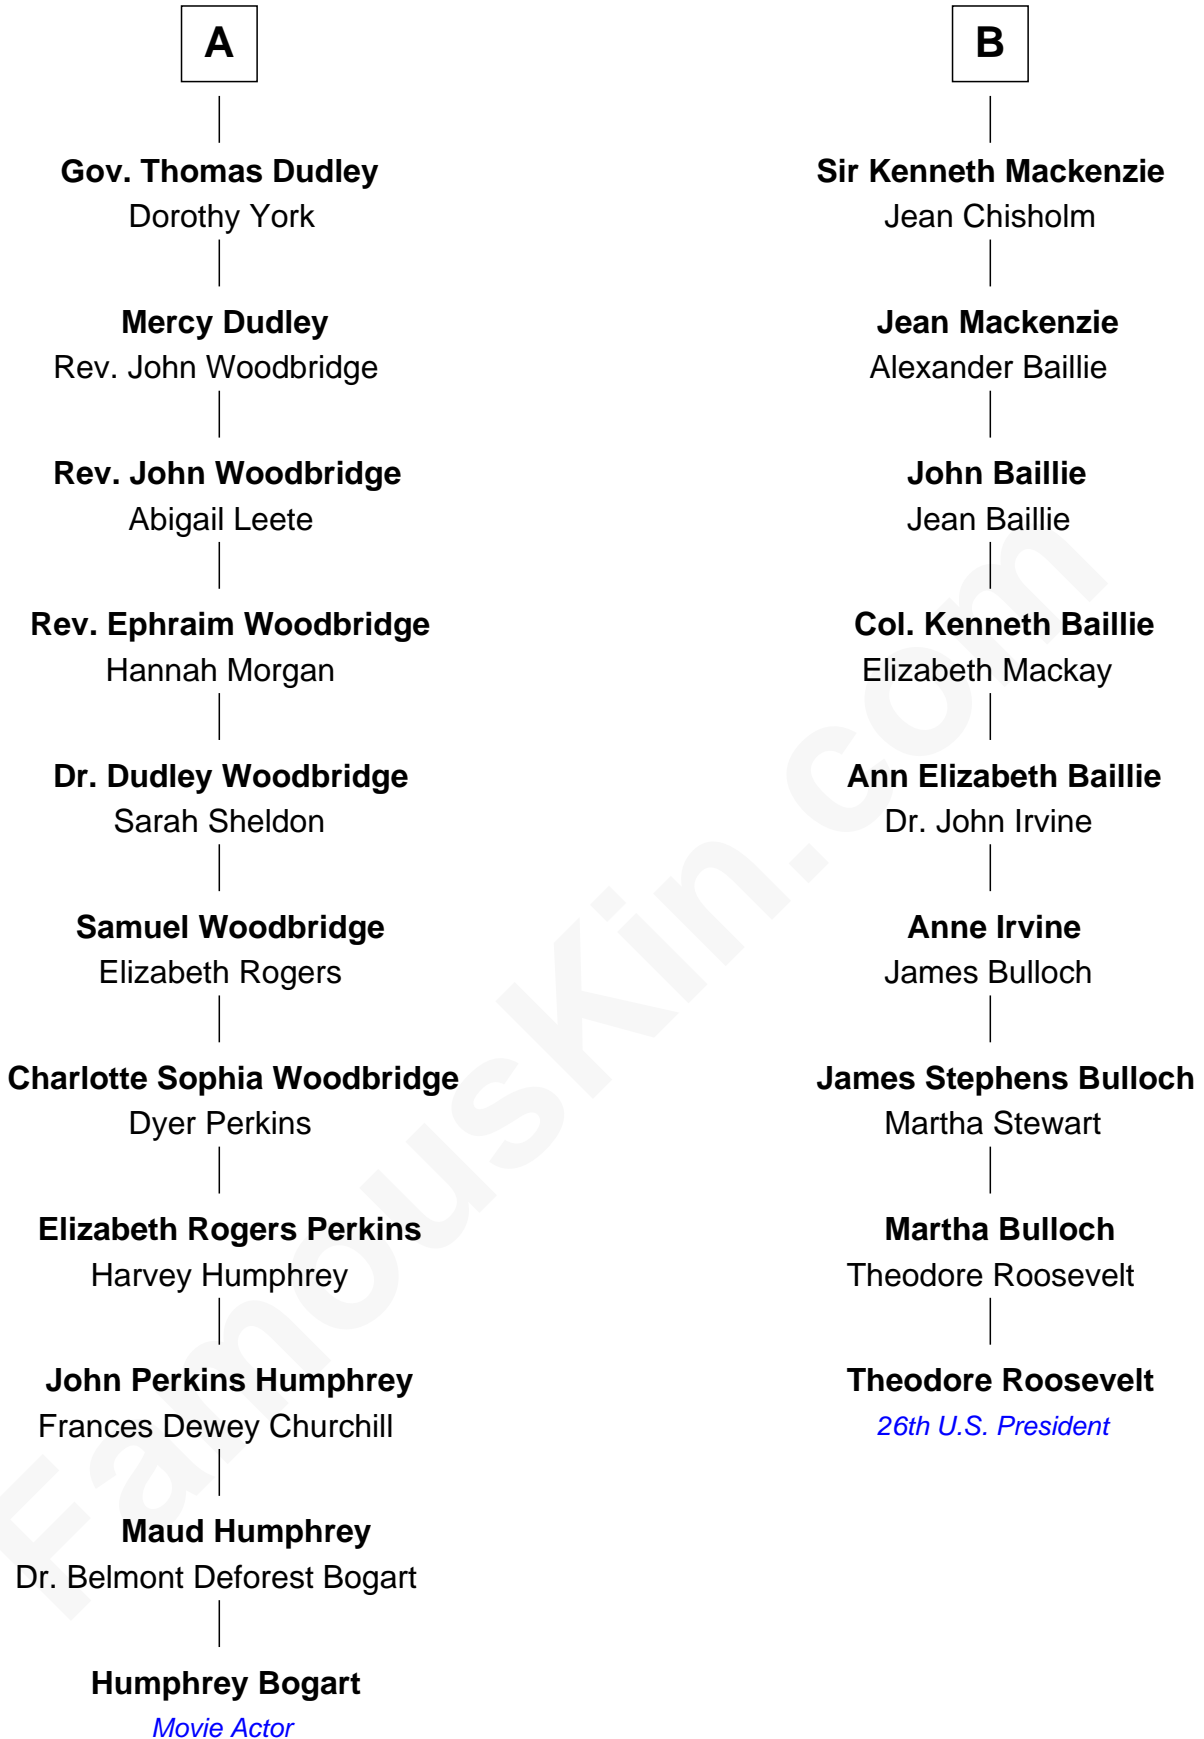 A
Gov. Thomas Dudley
Dorothy York
Mercy Dudley
Rev. John Woodbridge
Rev. John Woodbridge
Abigail Leete
Rev. Ephraim Woodbridge
Hannah Morgan
Dr. Dudley Woodbridge
Sarah Sheldon
Samuel Woodbridge
Elizabeth Rogers
Charlotte Sophia Woodbridge
Dyer Perkins
Elizabeth Rogers Perkins
Harvey Humphrey
John Perkins Humphrey
Frances Dewey Churchill
Maud Humphrey
Dr. Belmont Deforest Bogart
Humphrey Bogart
Movie Actor
B
Sir Kenneth Mackenzie
Jean Chisholm
Jean Mackenzie
Alexander Baillie
John Baillie
Jean Baillie
Col. Kenneth Baillie
Elizabeth Mackay
Ann Elizabeth Baillie
Dr. John Irvine
Anne Irvine
James Bulloch
James Stephens Bulloch
Martha Stewart
Martha Bulloch
Theodore Roosevelt
Theodore Roosevelt
26th U.S. President
FamousKin.com